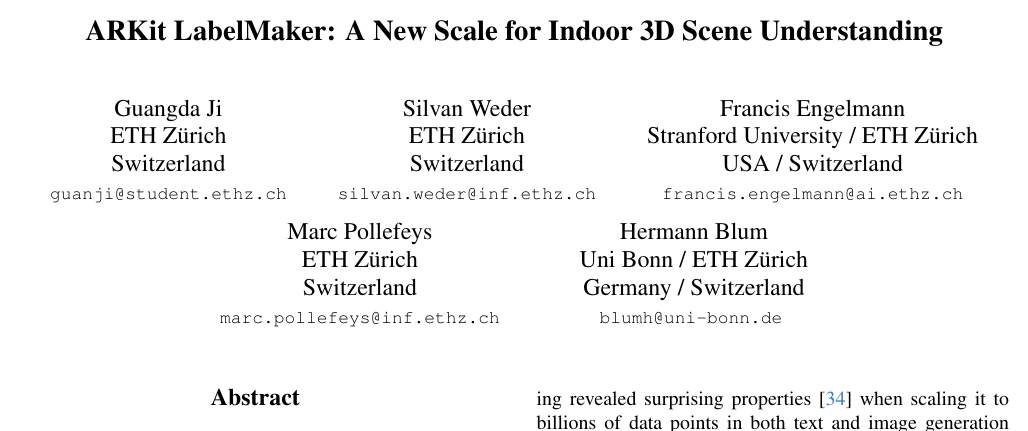 ARKit LabelMaker: A New Scale for Indoor 3D Scene Understanding
Guangda Ji
ETH Zürich
Switzerland
guanji@student.ethz.ch
Silvan Weder
ETH Zürich
Switzerland
silvan.weder@inf.ethz.ch
Francis Engelmann
Stranford University / ETH Zürich
USA / Switzerland
francis.engelmann@ai.ethz.ch
Marc Pollefeys
ETH Zürich
Switzerland
marc.pollefeys@inf.ethz.ch
Hermann Blum
Uni Bonn / ETH Zürich
Germany / Switzerland
blumh@uni-bonn.de
Abstract
ing revealed surprising properties [34] when scaling it to
billions of data points in both text and image generation